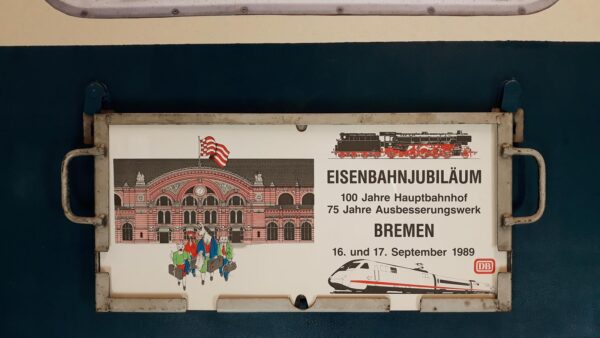 EISENBAHNJUBILÄUM
100 Jahre Hauptbahnhof
75 Jahre Ausbesserungswerk
BREMEN
16. und 17. September 1989
DB